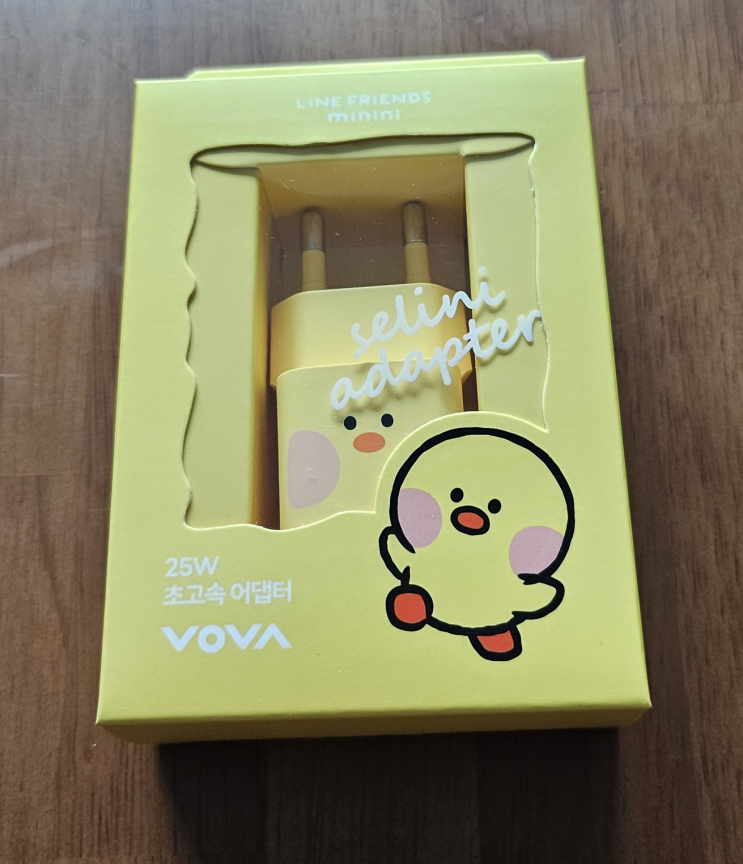 LINE FRIENDS
minini
selini
adapter
25W
초고속 어댑터
VOVA